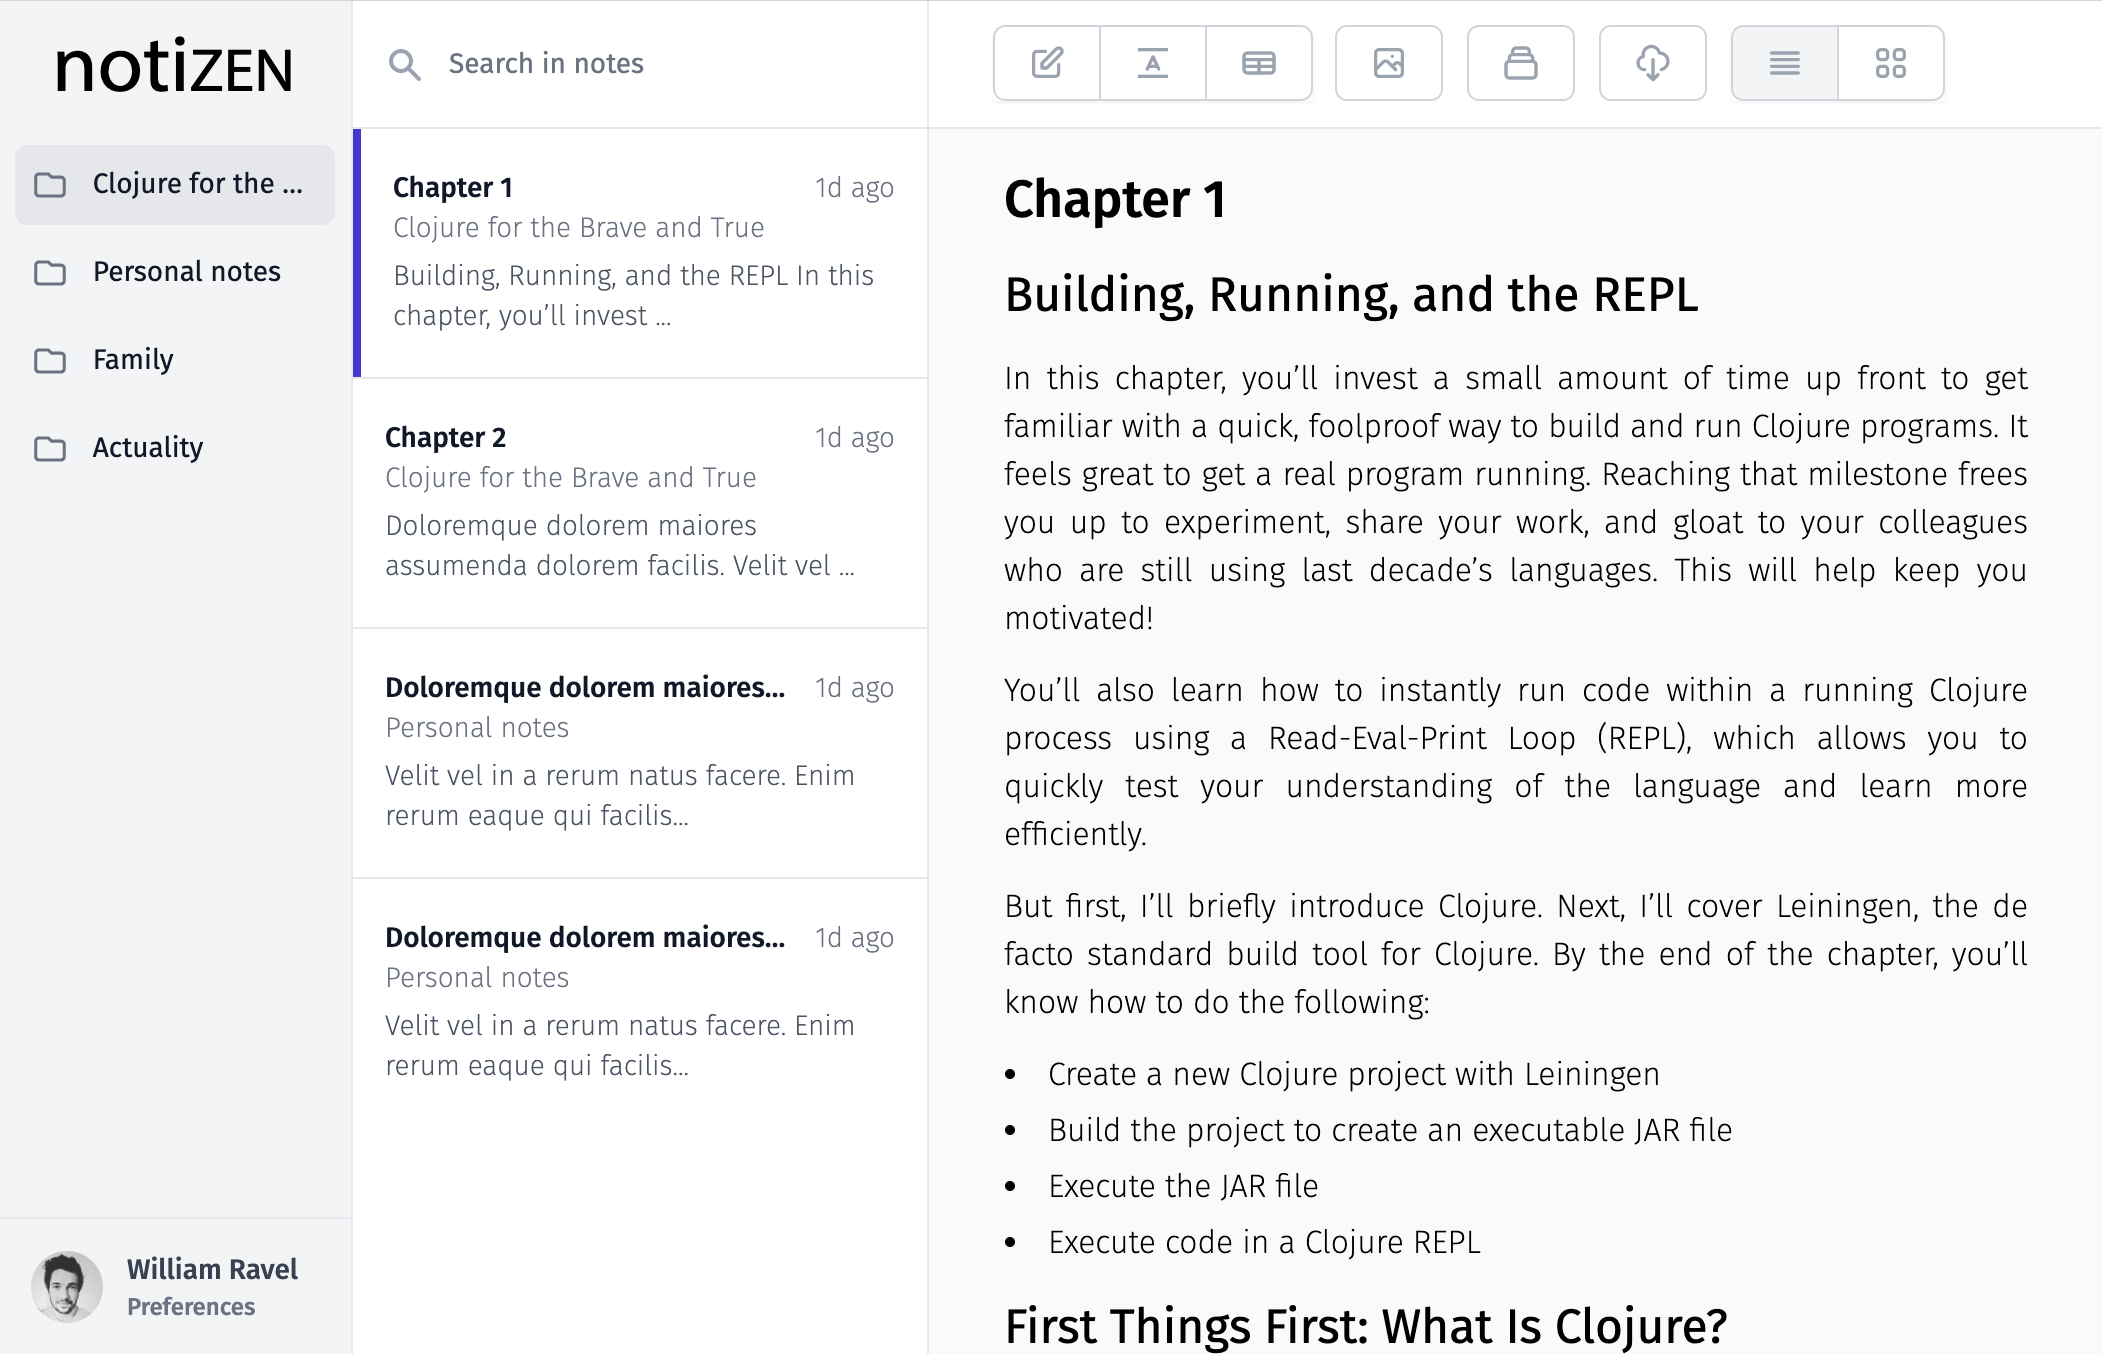 notiZEN
Clojure for the ...
Personal notes
Family
Actuality
William Ravel
Preferences
Search in notes
Chapter 1
1d ago
Clojure for the Brave and True
Building, Running, and the REPL In this
chapter, you’ll invest ...
Chapter 2
1d ago
Clojure for the Brave and True
Doloremque dolorem maiores
assumenda dolorem facilis. Velit vel ...
Doloremque dolorem maiores...
1d ago
Personal notes
Velit vel in a rerum natus facere. Enim
rerum eaque qui facilis...
Doloremque dolorem maiores...
1d ago
Personal notes
Velit vel in a rerum natus facere. Enim
rerum eaque qui facilis...
A
Chapter 1
Building, Running, and the REPL
In this chapter, you’ll invest a small amount of time up front to get
familiar with a quick, foolproof way to build and run Clojure programs. It
feels great to get a real program running. Reaching that milestone frees
you up to experiment, share your work, and gloat to your colleagues
who are still using last decade’s languages. This will help keep you
motivated!
You’ll also learn how to instantly run code within a running Clojure
process using a Read-Eval-Print Loop (REPL), which allows you to
quickly test your understanding of the language and learn more
efficiently.
But first, I’ll briefly introduce Clojure. Next, I’ll cover Leiningen, the de
facto standard build tool for Clojure. By the end of the chapter, you’ll
know how to do the following:
• Create a new Clojure project with Leiningen
• Build the project to create an executable JAR file
• Execute the JAR file
• Execute code in a Clojure REPL
First Things First: What Is Clojure?